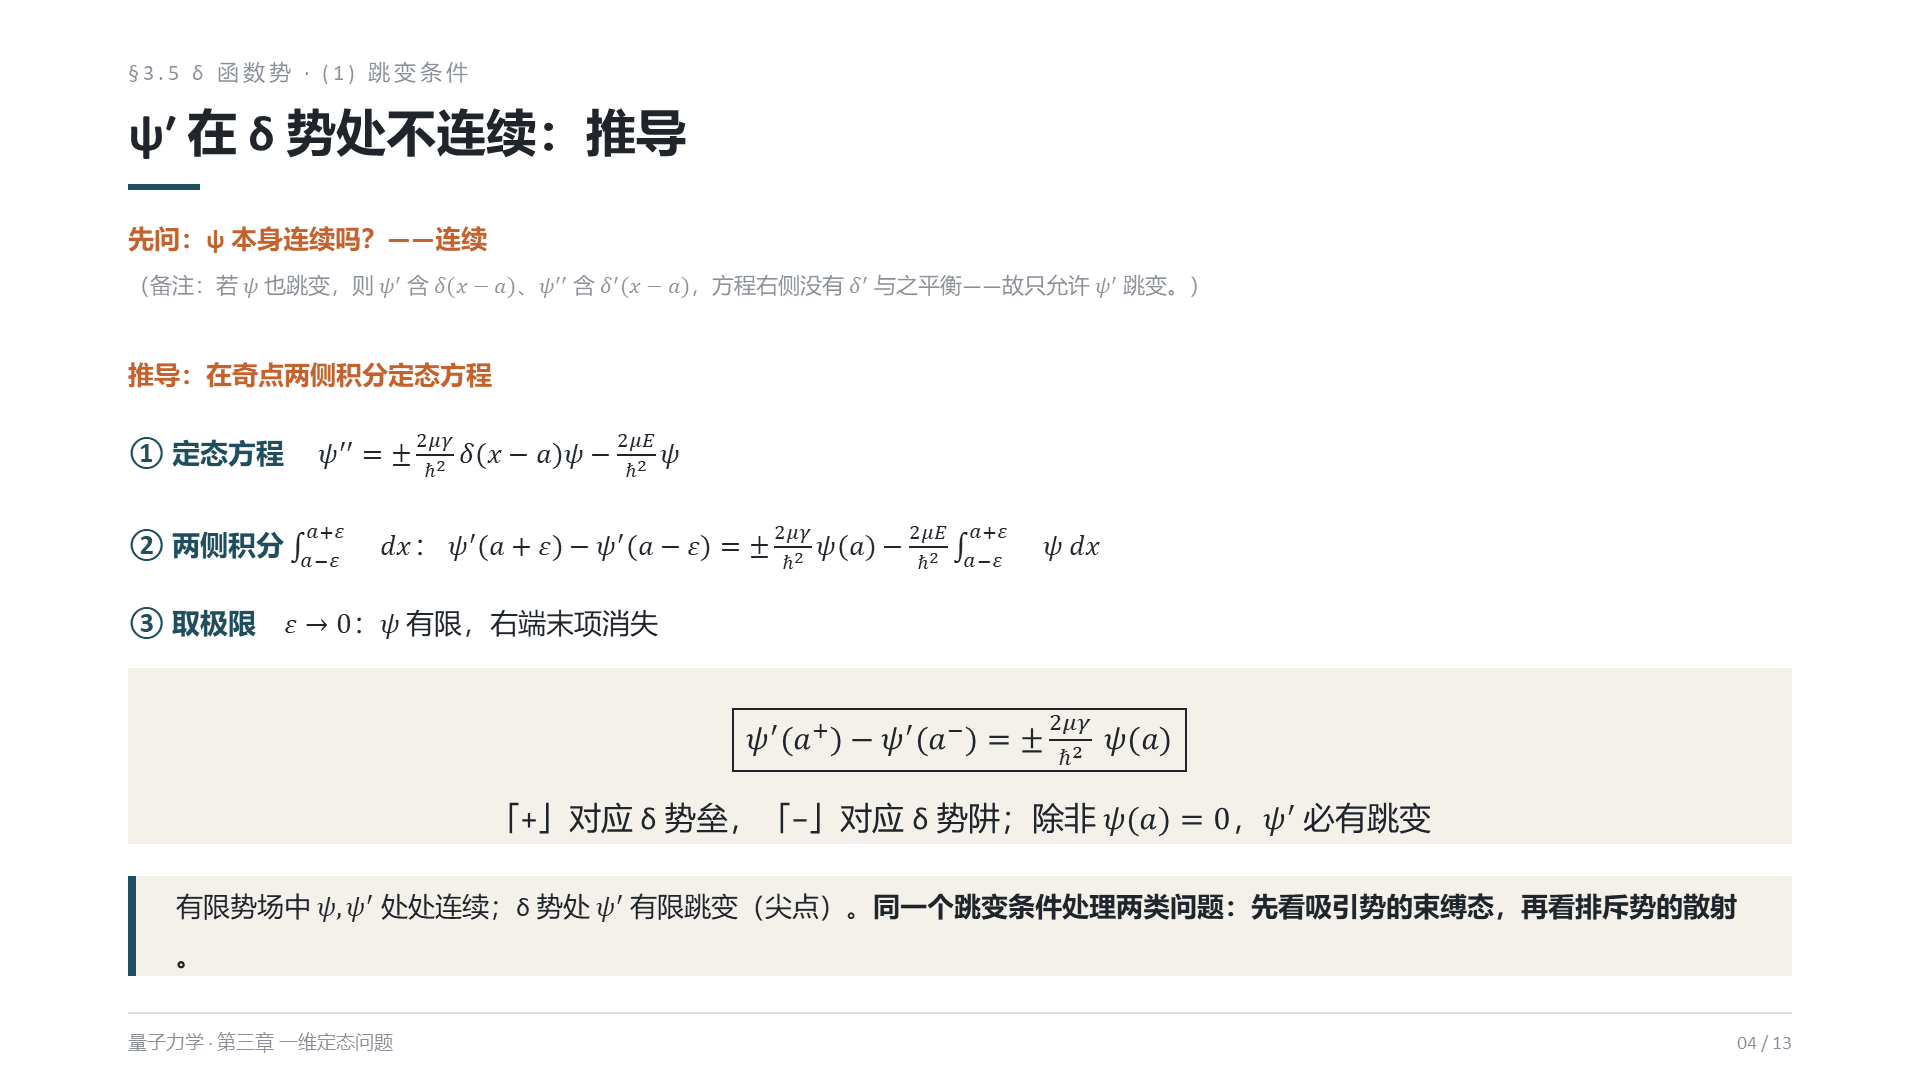 §3.5 δ 函数势 · (1) 跳变条件
ψ′ 在 δ 势处不连续：推导
先问：ψ 本身连续吗？——连续
（备注：若 ψ 也跳变，则 ψ′ 含 δ(x − a)、ψ′′ 含 δ′(x − a)，方程右侧没有 δ′ 与之平衡——故只允许 ψ′ 跳变。）
推导：在奇点两侧积分定态方程
① 定态方程 ψ′′ = ± \frac{2μγ}{ℏ²} δ(x − a)ψ − \frac{2μE}{ℏ²} ψ
② 两侧积分 ∫_{a−ε}^{a+ε} dx： ψ′(a + ε) − ψ′(a − ε) = ± \frac{2μγ}{ℏ²} ψ(a) − \frac{2μE}{ℏ²} ∫_{a−ε}^{a+ε} ψ dx
③ 取极限 ε → 0：ψ 有限，右端末项消失
ψ′(a⁺) − ψ′(a⁻) = ± \frac{2μγ}{ℏ²} ψ(a)
「+」对应 δ 势垒，「−」对应 δ 势阱；除非 ψ(a) = 0，ψ′ 必有跳变
有限势场中 ψ, ψ′ 处处连续；δ 势处 ψ′ 有限跳变（尖点）。同一个跳变条件处理两类问题：先看吸引势的束缚态，再看排斥势的散射
。
量子力学 · 第三章 一维定态问题
04 / 13